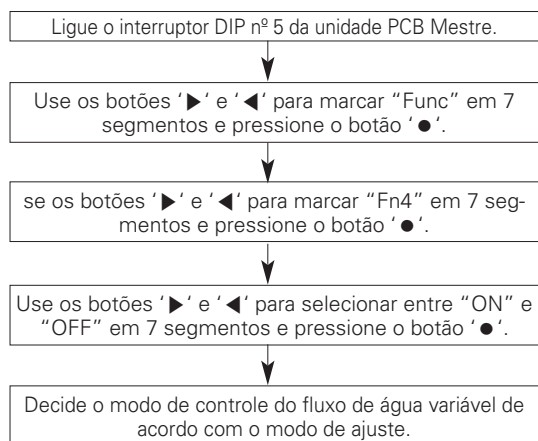 Ligue o interruptor DIP nº 5 da unidade PCB Mestre.
Use os botões ‘▶‘ e ‘◀‘ para marcar “Func” em 7
segmentos e pressione o botão ‘●‘.
se os botões ‘▶‘ e ‘◀‘ para marcar “Fn4” em 7 seg-
mentos e pressione o botão ‘●‘.
Use os botões ‘▶‘ e ‘◀‘ para selecionar entre “ON” e
“OFF” em 7 segmentos e pressione o botão ‘●‘.
Decide o modo de controle do fluxo de água variável de
acordo com o modo de ajuste.